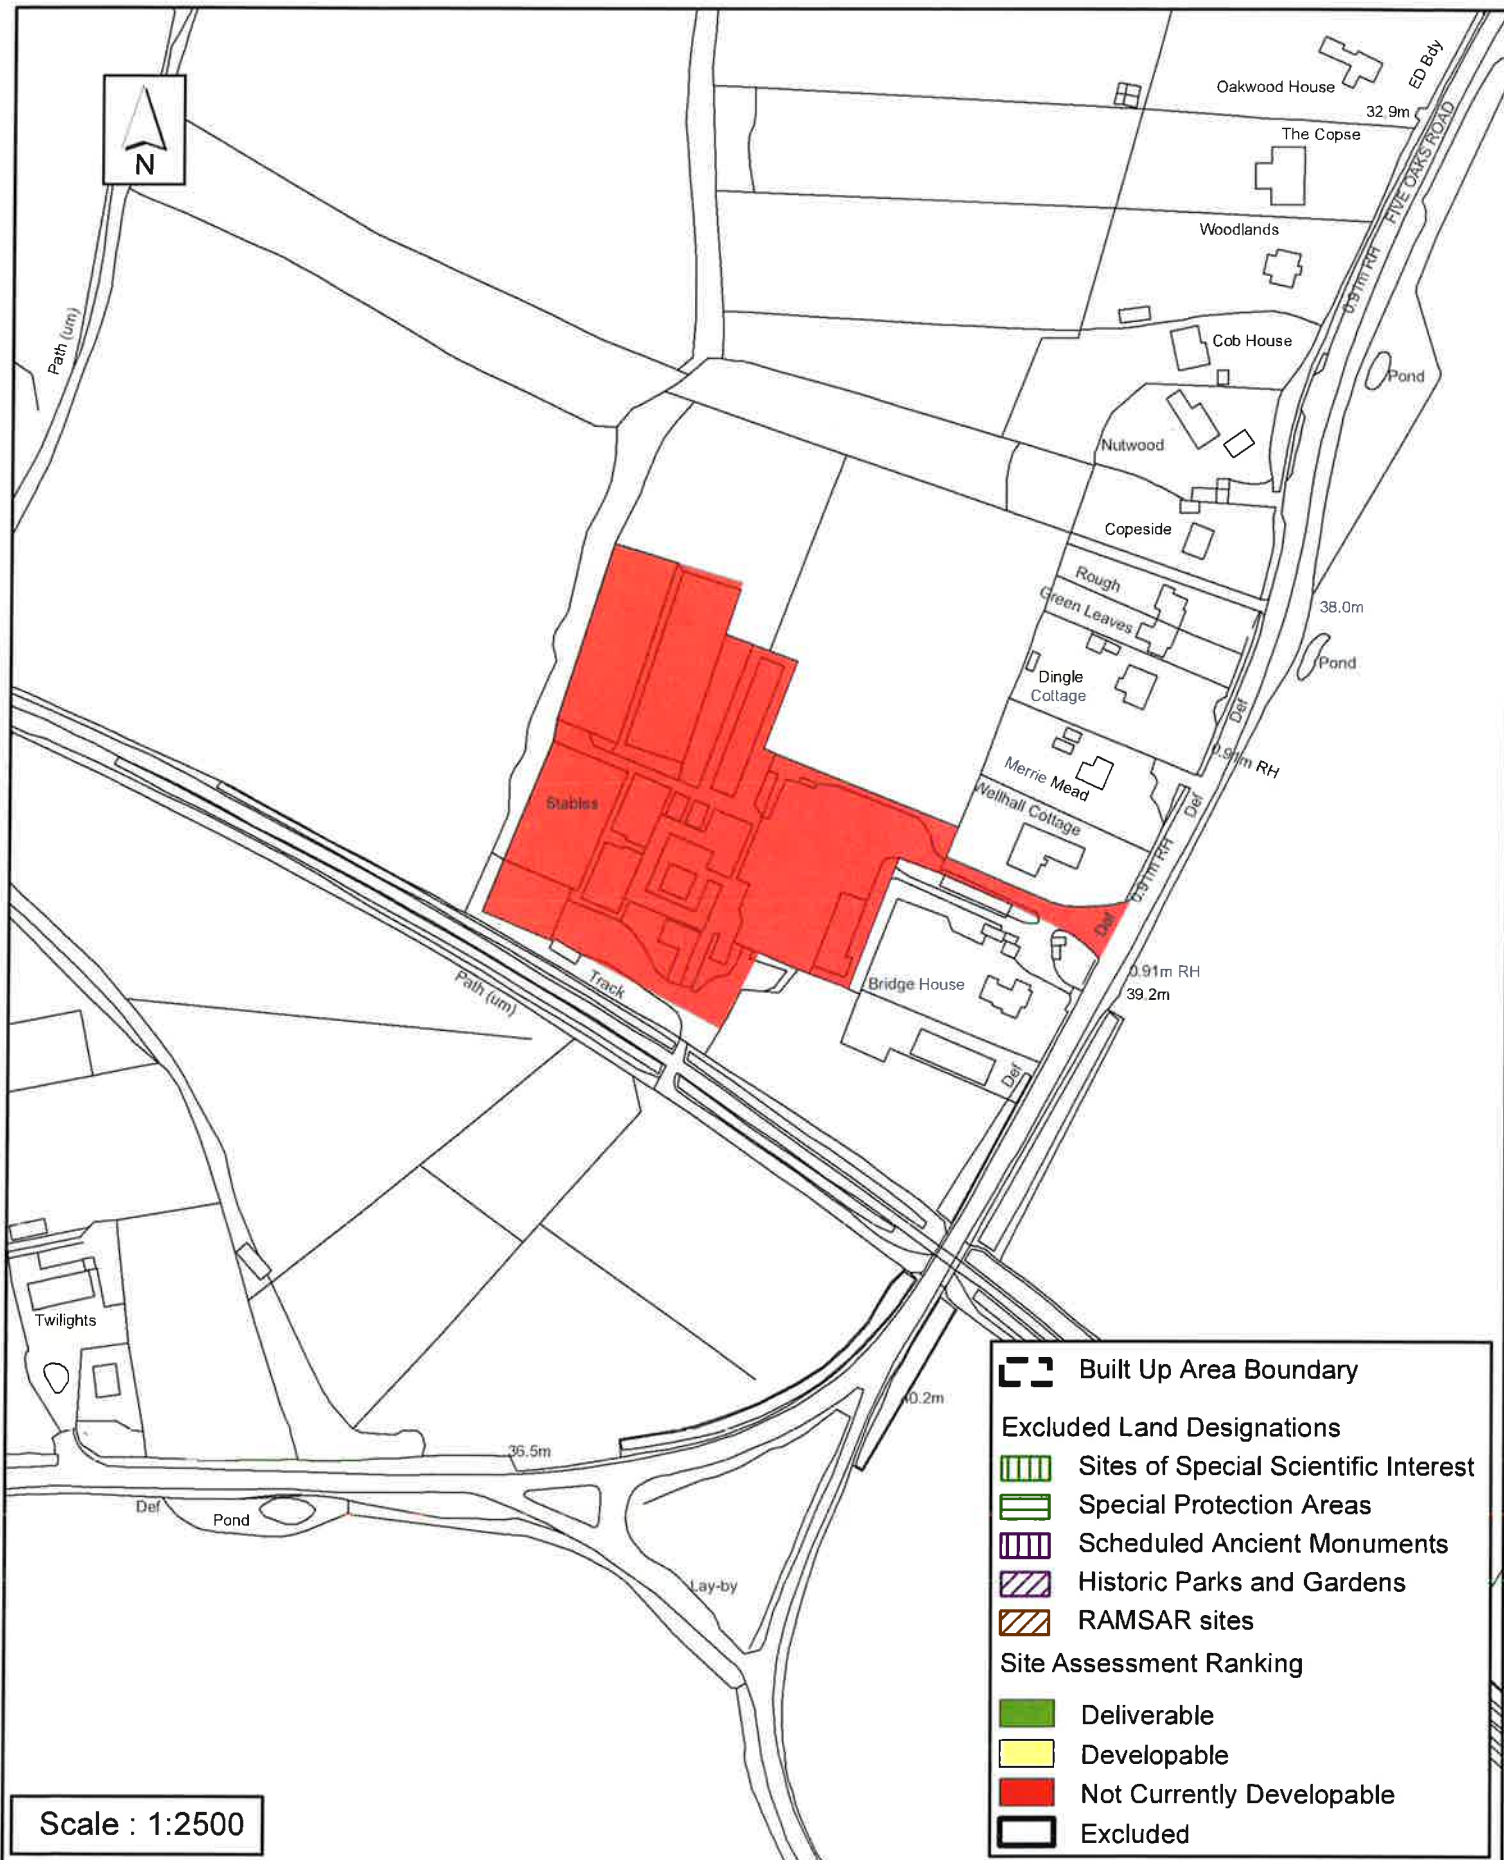 N
Oakwood House
ED Bdy
32.9m
The Copse
FIVE OAKS ROAD
Woodlands
0.91m RH
Path (um)
Cob House
Pond
Nutwood
Copeside
Rough
Green Leaves
38.0m
Pond
Dingle
Cottage
Def
0.91m RH
Merrie Mead
Def
Wellhall Cottage
Stables
0.91m RH
Def
0.91m RH
39.2m
Bridge House
Track
Path (um)
Def
Twilights
40.2m
36.5m
Def
Pond
Lay-by
Built Up Area Boundary
Excluded Land Designations
Sites of Special Scientific Interest
Special Protection Areas
Scheduled Ancient Monuments
Historic Parks and Gardens
RAMSAR sites
Site Assessment Ranking
Deliverable
Developable
Not Currently Developable
Excluded
Scale : 1:2500